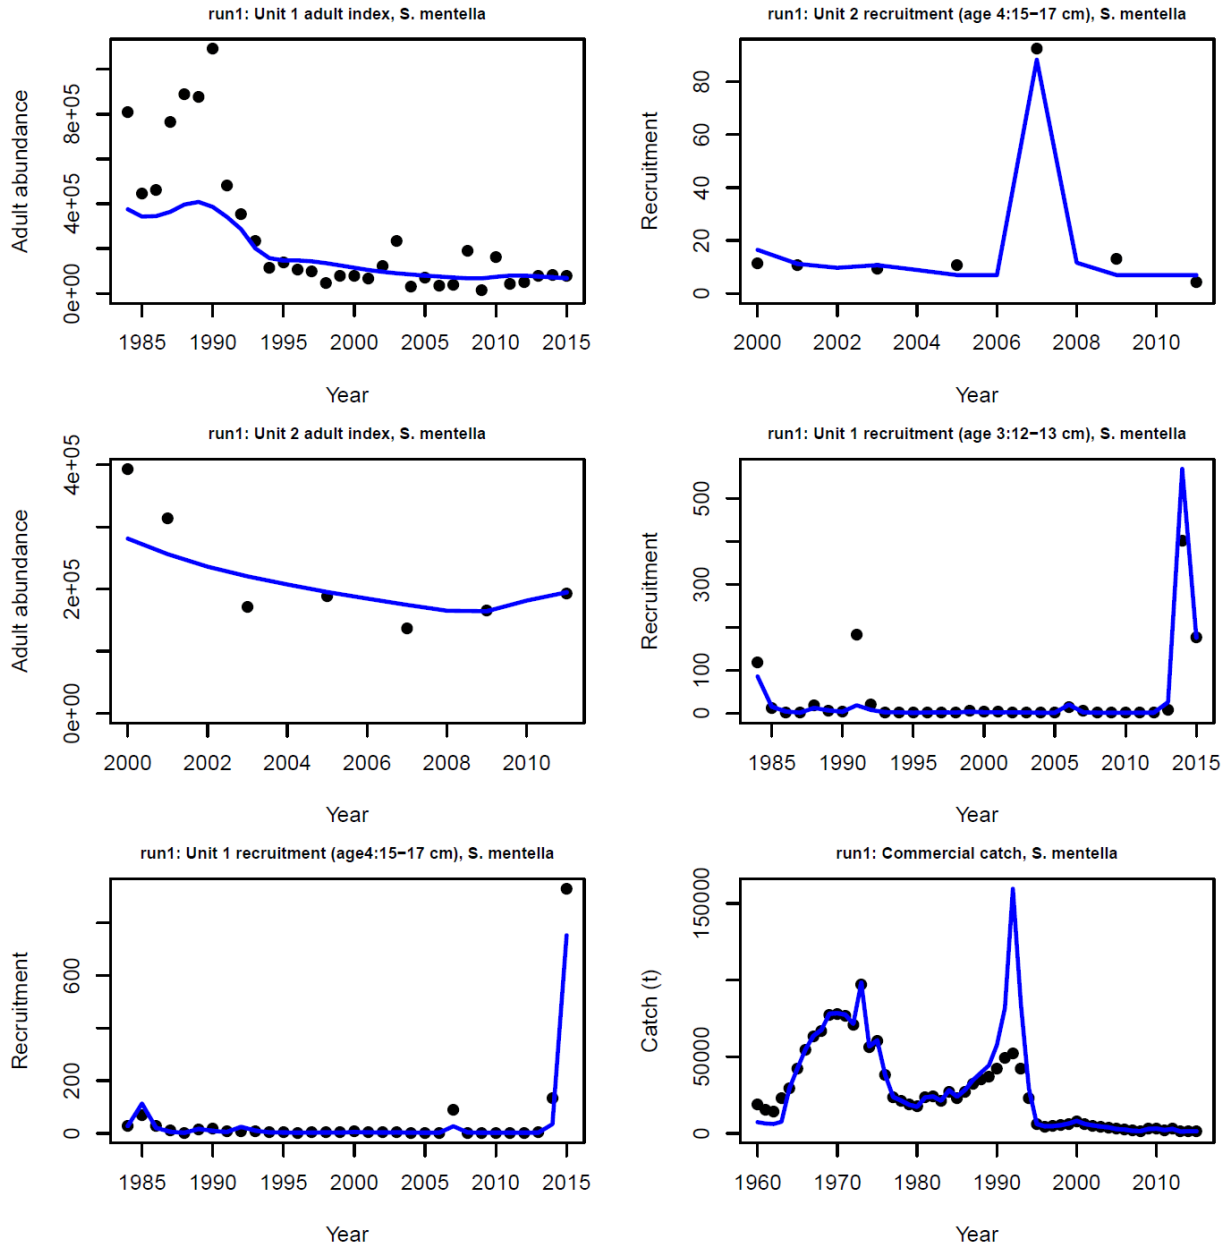 run1: Unit 1 adult index, S. mentella
Adult abundance
0e+00 4e+05 8e+05
1985 1990 1995 2000 2005 2010 2015
Year
run1: Unit 2 recruitment (age 4:15−17 cm), S. mentella
Recruitment
0 20 40 60 80
2000 2002 2004 2006 2008 2010
Year
run1: Unit 2 adult index, S. mentella
Adult abundance
0e+00 2e+05 4e+05
2000 2002 2004 2006 2008 2010
Year
run1: Unit 1 recruitment (age 3:12−13 cm), S. mentella
Recruitment
0 100 300 500
1985 1990 1995 2000 2005 2010 2015
Year
run1: Unit 1 recruitment (age4:15−17 cm), S. mentella
Recruitment
0 200 600
1985 1990 1995 2000 2005 2010 2015
Year
run1: Commercial catch, S. mentella
Catch (t)
0 50000 150000
1960 1970 1980 1990 2000 2010
Year